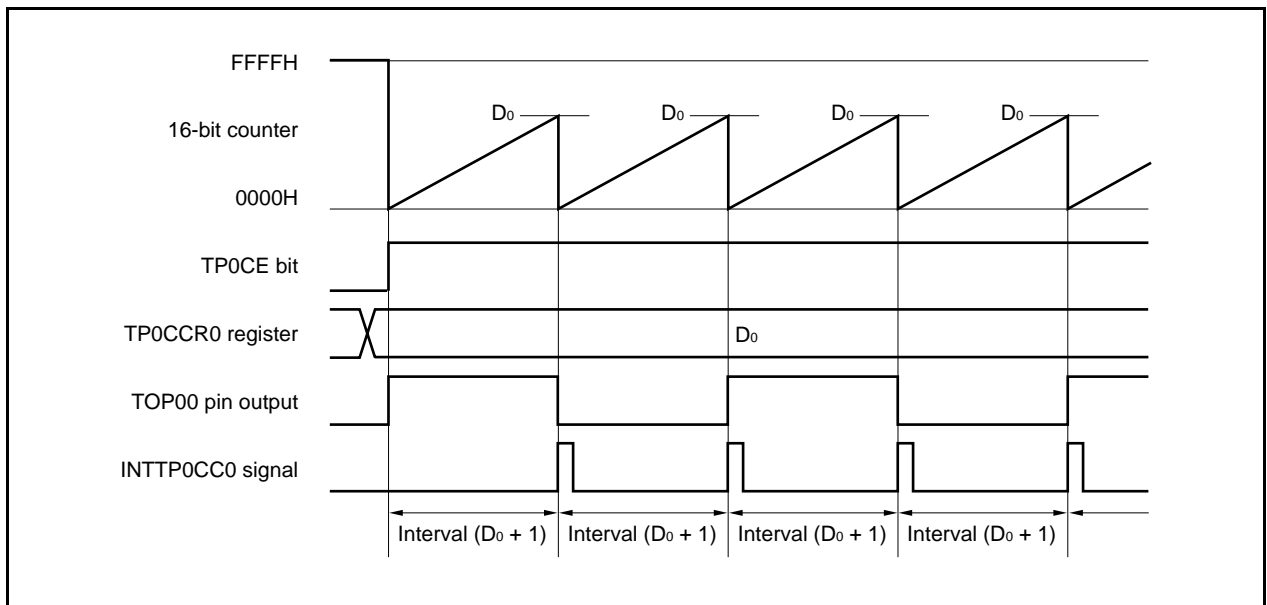 FFFFH
D0 D0 D0 D0
16-bit counter
0000H
TP0CE bit
TP0CCR0 register D0
TOP00 pin output
INTTP0CC0 signal
Interval (D0 + 1) Interval (D0 + 1) Interval (D0 + 1) Interval (D0 + 1)